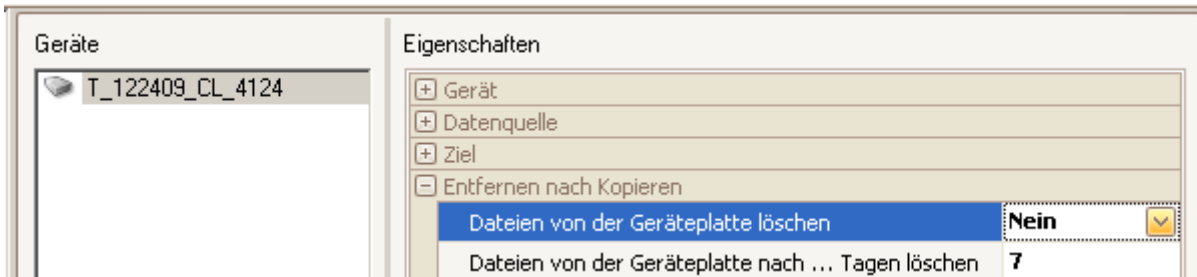 Geräte
T_122409_CL_4124
Eigenschaften
Gerät
Datenquelle
Ziel
Entfernen nach Kopieren
Dateien von der Geräteplatte löschen Nein
Dateien von der Geräteplatte nach ... Tagen löschen 7